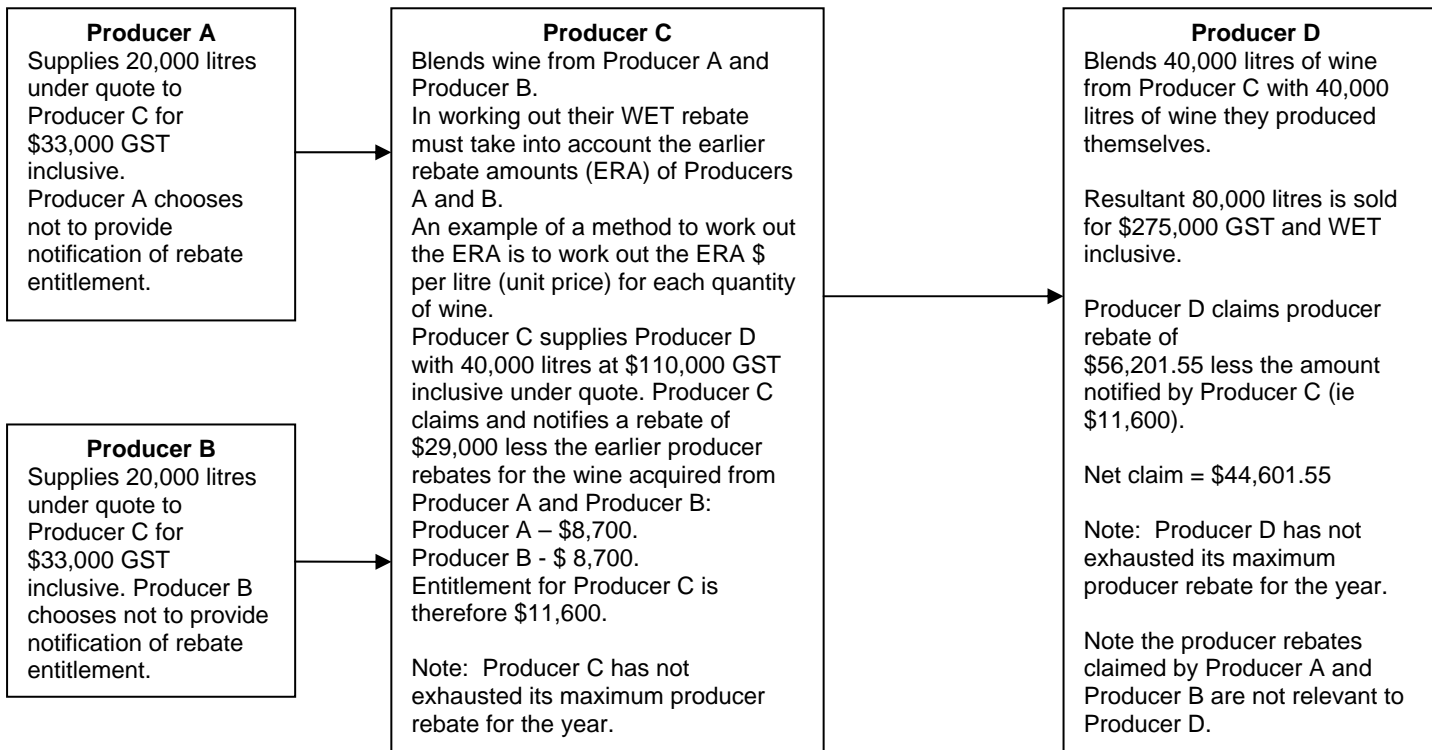 Producer A
Supplies 20,000 litres
under quote to
Producer C for
$33,000 GST
inclusive.
Producer A chooses
not to provide
notification of rebate
entitlement.
Producer B
Supplies 20,000 litres
under quote to
Producer C for
$33,000 GST
inclusive. Producer B
chooses not to provide
notification of rebate
entitlement.
Producer C
Blends wine from Producer A and
Producer B.
In working out their WET rebate
must take into account the earlier
rebate amounts (ERA) of Producers
A and B.
An example of a method to work out
the ERA is to work out the ERA $
per litre (unit price) for each quantity
of wine.
Producer C supplies Producer D
with 40,000 litres at $110,000 GST
inclusive under quote. Producer C
claims and notifies a rebate of
$29,000 less the earlier producer
rebates for the wine acquired from
Producer A and Producer B:
Producer A – $8,700.
Producer B - $ 8,700.
Entitlement for Producer C is
therefore $11,600.
Note: Producer C has not
exhausted its maximum producer
rebate for the year.
Producer D
Blends 40,000 litres of wine
from Producer C with 40,000
litres of wine they produced
themselves.
Resultant 80,000 litres is sold
for $275,000 GST and WET
inclusive.
Producer D claims producer
rebate of
$56,201.55 less the amount
notified by Producer C (ie
$11,600).
Net claim = $44,601.55
Note: Producer D has not
exhausted its maximum
producer rebate for the year.
Note the producer rebates
claimed by Producer A and
Producer B are not relevant to
Producer D.